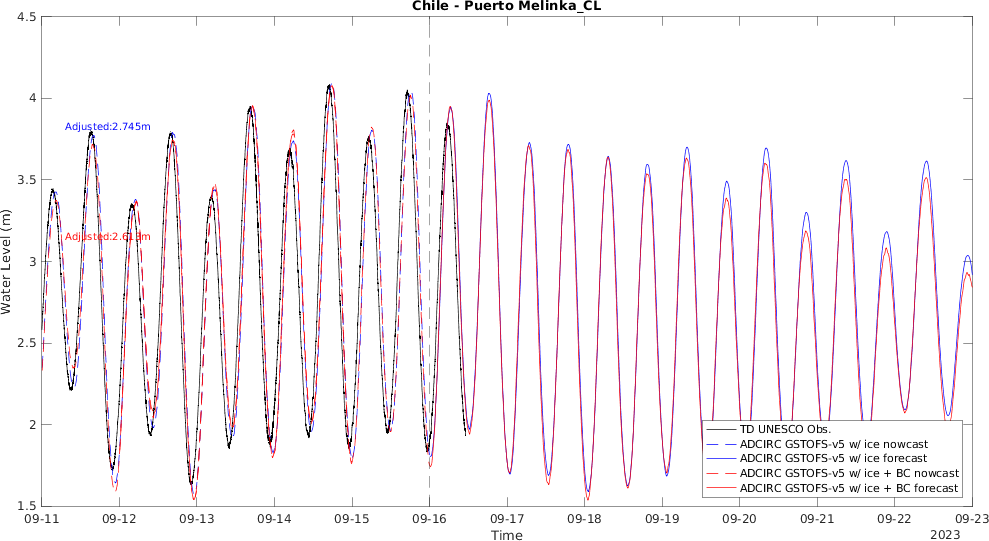 Chile - Puerto Melinka_CL
Water Level (m)
4.5
4
3.5
3
2.5
2
1.5
Adjusted:2.745m
Adjusted:2.613m
TD UNESCO Obs.
ADCIRC GSTOFS-v5 w/ ice nowcast
ADCIRC GSTOFS-v5 w/ ice forecast
ADCIRC GSTOFS-v5 w/ ice + BC nowcast
ADCIRC GSTOFS-v5 w/ ice + BC forecast
09-11 09-12 09-13 09-14 09-15 09-16 09-17 09-18 09-19 09-20 09-21 09-22 09-23
Time
2023